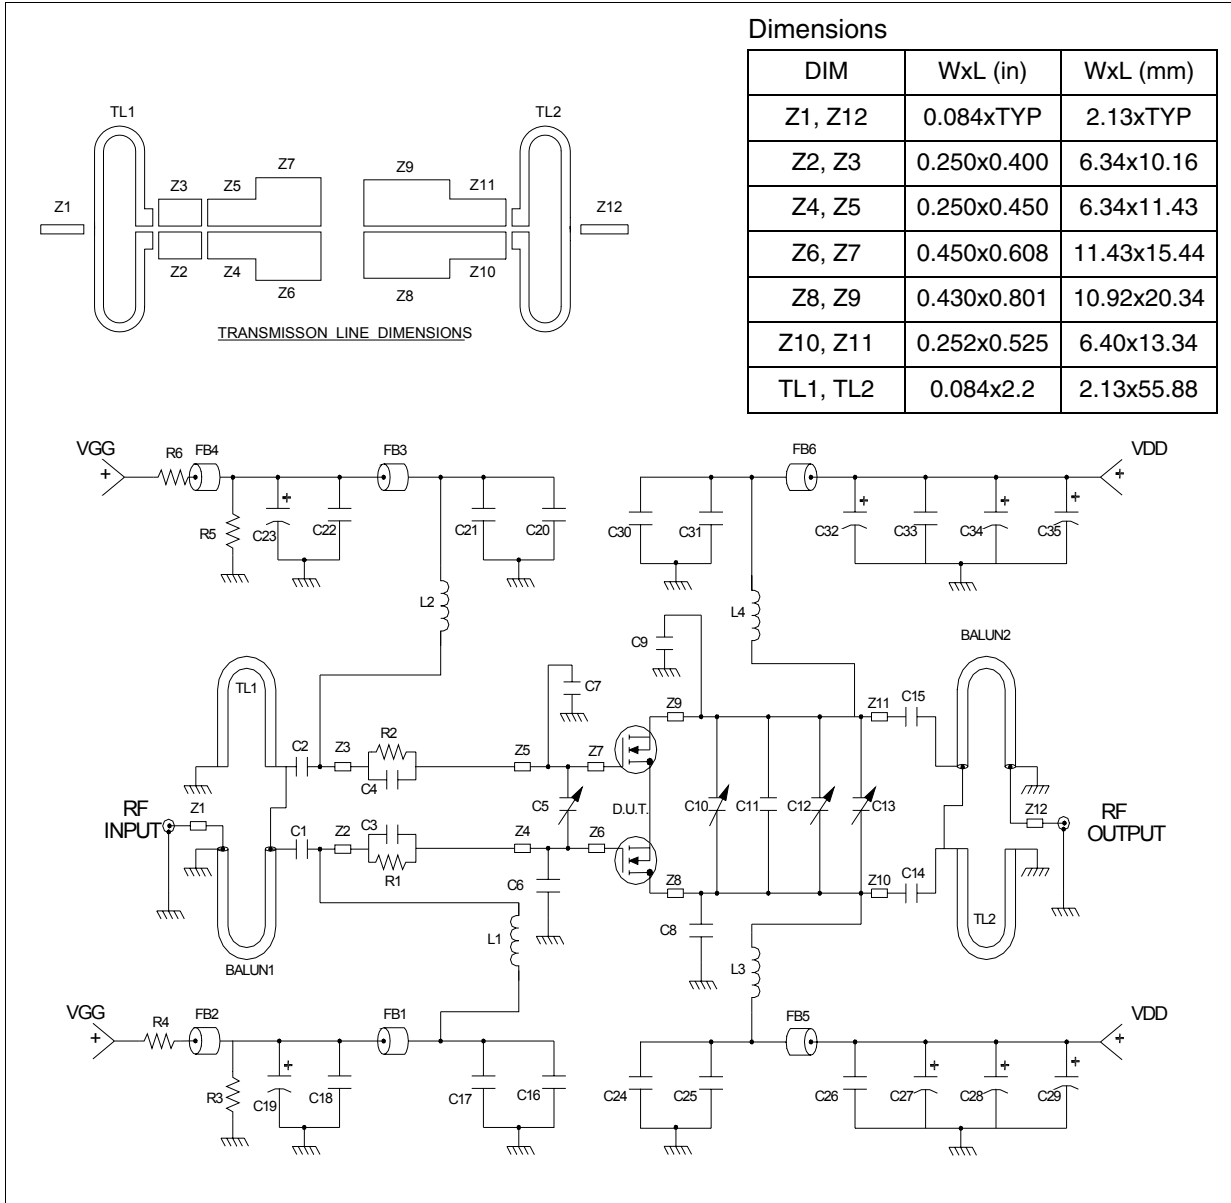 Dimensions
DIM WxL (in) WxL (mm)
Z1, Z12 0.084xTYP 2.13xTYP
Z2, Z3 0.250x0.400 6.34x10.16
Z4, Z5 0.250x0.450 6.34x11.43
Z6, Z7 0.450x0.608 11.43x15.44
Z8, Z9 0.430x0.801 10.92x20.34
Z10, Z11 0.252x0.525 6.40x13.34
TL1, TL2 0.084x2.2 2.13x55.88
TL1 TL2
Z7 Z9
Z3 Z5 Z11
Z1 Z12
Z2 Z4 Z10
Z6 Z8
TRANSMISSON LINE DIMENSIONS
VGG R6 FB4 FB3 FB6 VDD
+ +
+ + + +
R5 C23 C22 C21 C20 C30 C31 C32 C33 C34 C35
L2 L4
C9 BALUN2
TL1 C7
C2 Z3 R2 Z5 Z7 Z9 Z11 C15
C4
RF INPUT Z1 C5 D.U.T. C10 C11 C12 C13 Z12 RF OUTPUT
C1 Z2 C3 Z4 Z6
R1 C6 Z8 Z10 C14
L1 C8 TL2
BALUN1 L3
VGG R4 FB2 FB1 FB5 VDD
+ +
+ + + +
R3 C19 C18 C17 C16 C24 C25 C26 C27 C28 C29